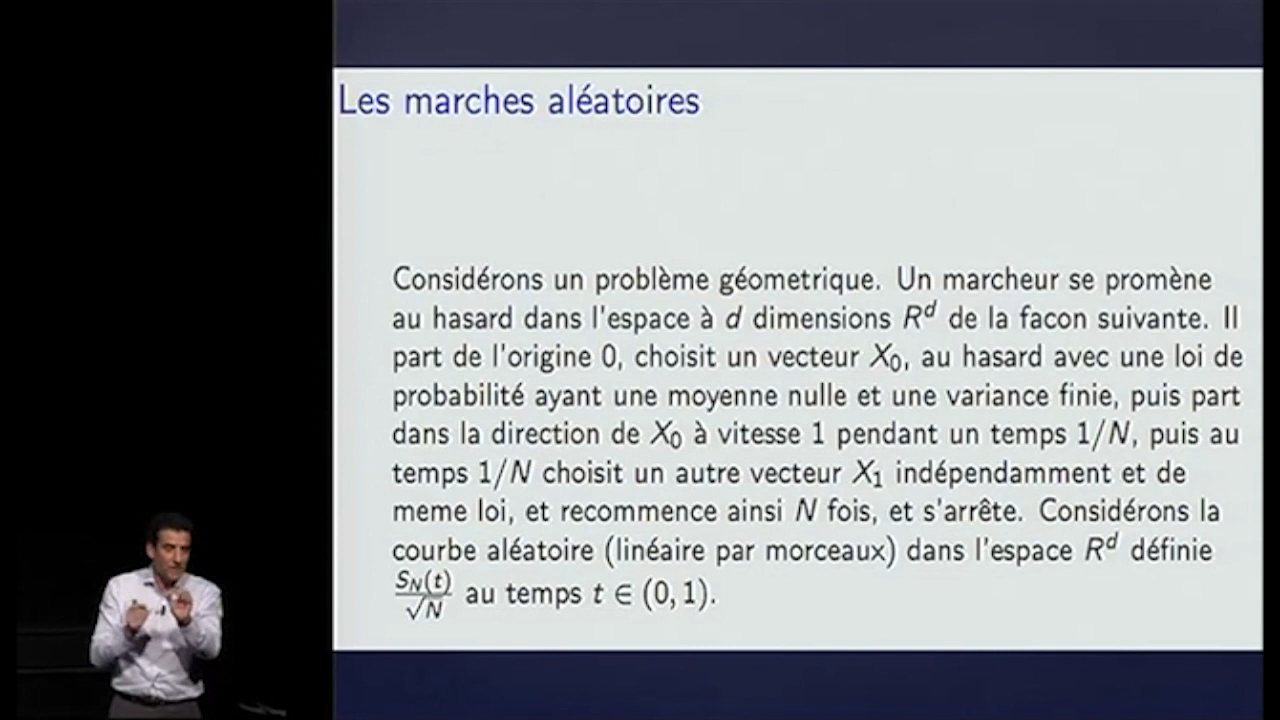 Les marches aléatoires
Considérons un problème géometrique. Un marcheur se promène
au hasard dans l'espace à d dimensions R^d de la facon suivante. Il
part de l'origine 0, choisit un vecteur X₀, au hasard avec une loi de
probabilité ayant une moyenne nulle et une variance finie, puis part
dans la direction de X₀ à vitesse 1 pendant un temps 1/N, puis au
temps 1/N choisit un autre vecteur X₁ indépendamment et de
meme loi, et recommence ainsi N fois, et s'arrête. Considérons la
courbe aléatoire (linéaire par morceaux) dans l'espace R^d définie
S_N(t)/√N au temps t ∈ (0, 1).